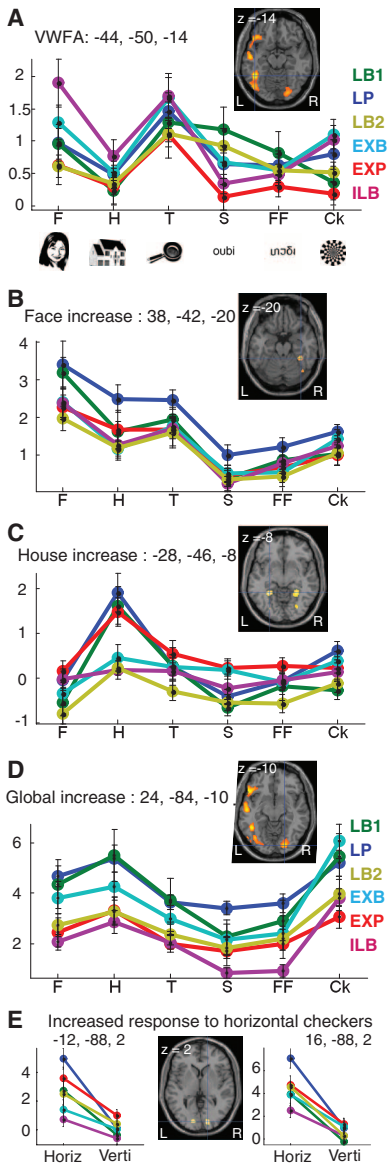 A
VWFA: -44, -50, -14
z = -14
L R
2
1.5
1
0.5
0
F H T S FF Ck
LB1
LP
LB2
EXB
EXP
ILB
oubi
B
Face increase : 38, -42, -20
z = -20
L R
4
3
2
1
F H T S FF Ck
C
House increase : -28, -46, -8
z = -8
L R
2
1
0
-1
F H T S FF Ck
D
Global increase : 24, -84, -10
z = -10
L R
6
4
2
F H T S FF Ck
LB1
LP
LB2
EXB
EXP
ILB
E
Increased response to horizontal checkers
-12, -88, 2
16, -88, 2
z = 2
L R
4
2
0
Horiz Verti
6
4
2
0
Horiz Verti